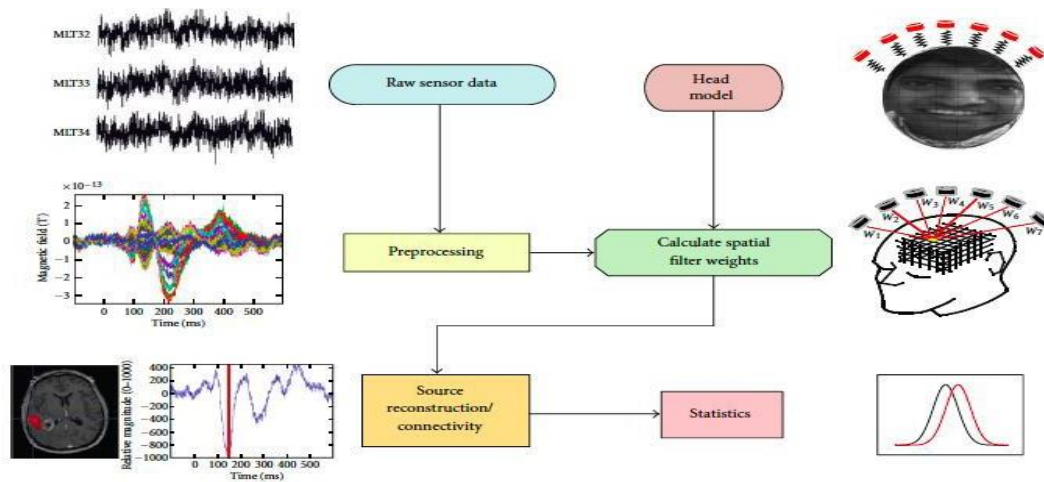 MLT32
MLT33
MLT34
Raw sensor data
Head
model
×10−13
2
1
0
−1
−2
−3
Magnetic field (T)
0 100 200 300 400 500
Time (ms)
Preprocessing
Calculate spatial
filter weights
W1
W2
W3
W4
W5
W6
W7
400
200
0
−200
−400
−600
−800
−1000
Relative magnitude (0–1000)
0 100 200 300 400 500
Time (ms)
Source
reconstruction/
connectivity
Statistics